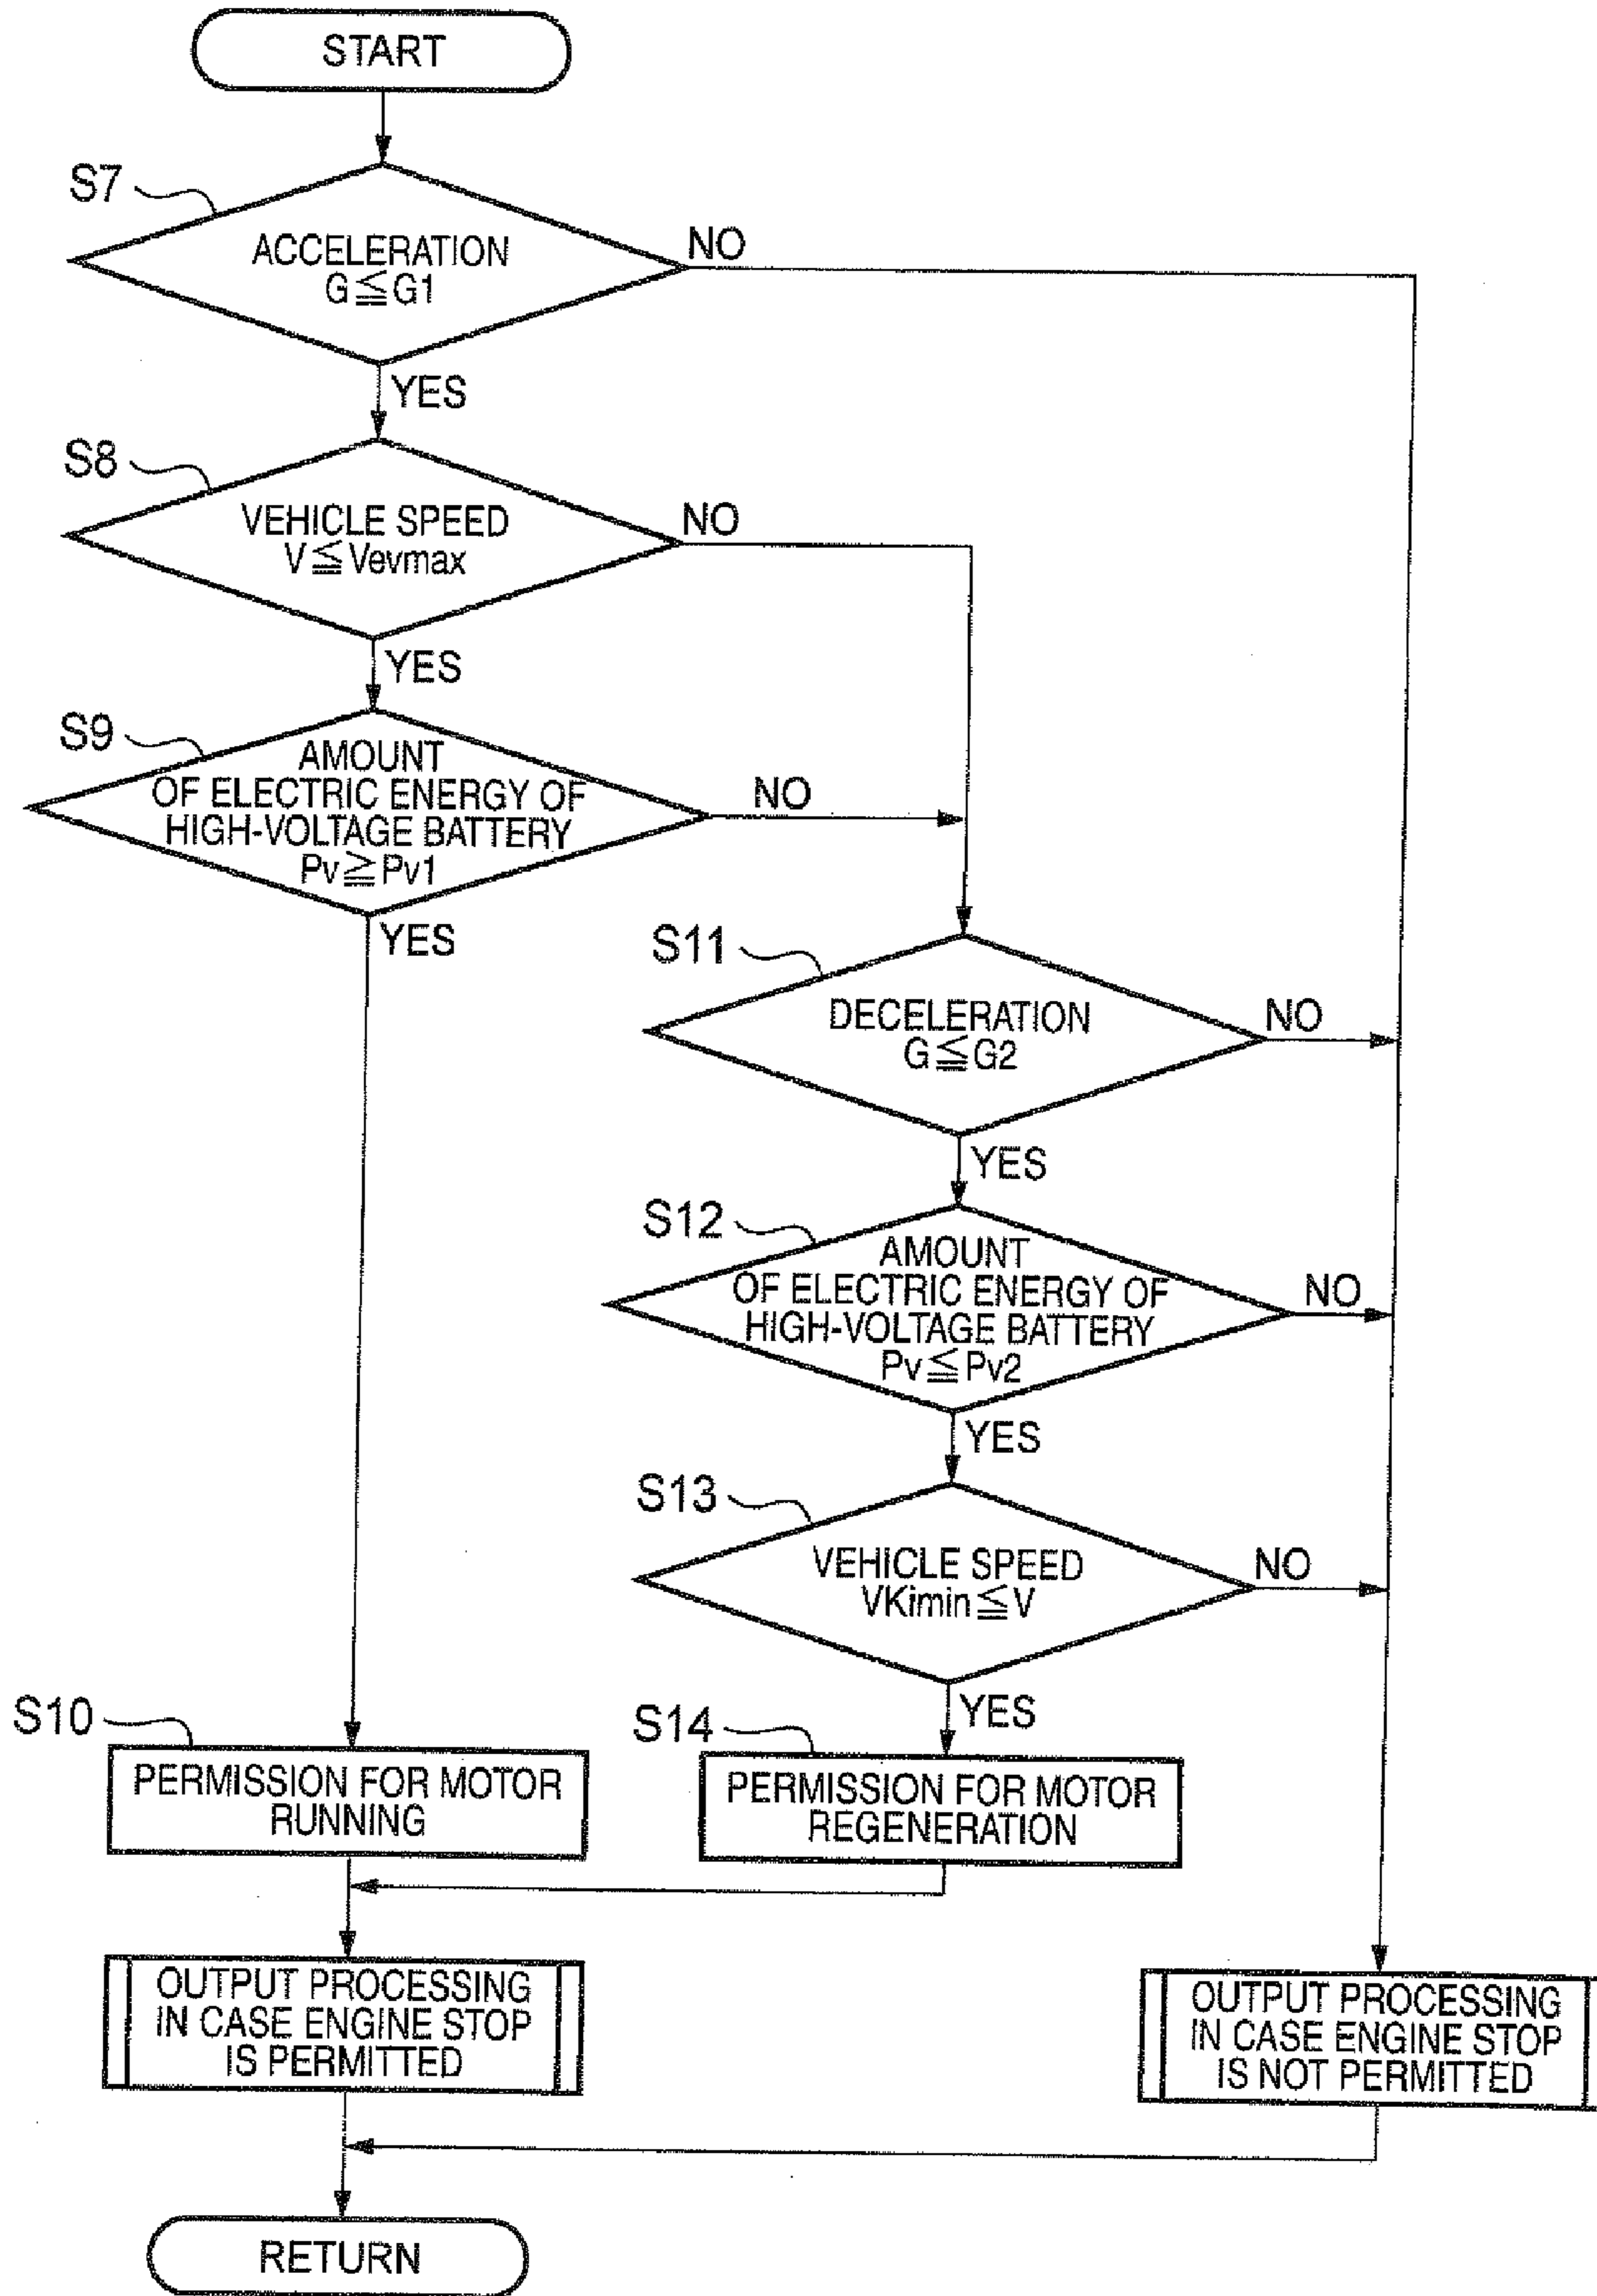 START
S7
ACCELERATION
G≦G1
NO
YES
S8
VEHICLE SPEED
V≦Vevmax
NO
YES
S9
AMOUNT
OF ELECTRIC ENERGY OF
HIGH-VOLTAGE BATTERY
Pv≧Pv1
NO
YES
S11
DECELERATION
G≦G2
NO
YES
S12
AMOUNT
OF ELECTRIC ENERGY OF
HIGH-VOLTAGE BATTERY
Pv≦Pv2
NO
YES
S13
VEHICLE SPEED
VKimin≦V
NO
YES
S10
PERMISSION FOR MOTOR
RUNNING
S14
PERMISSION FOR MOTOR
REGENERATION
OUTPUT PROCESSING
IN CASE ENGINE STOP
IS PERMITTED
OUTPUT PROCESSING
IN CASE ENGINE STOP
IS NOT PERMITTED
RETURN